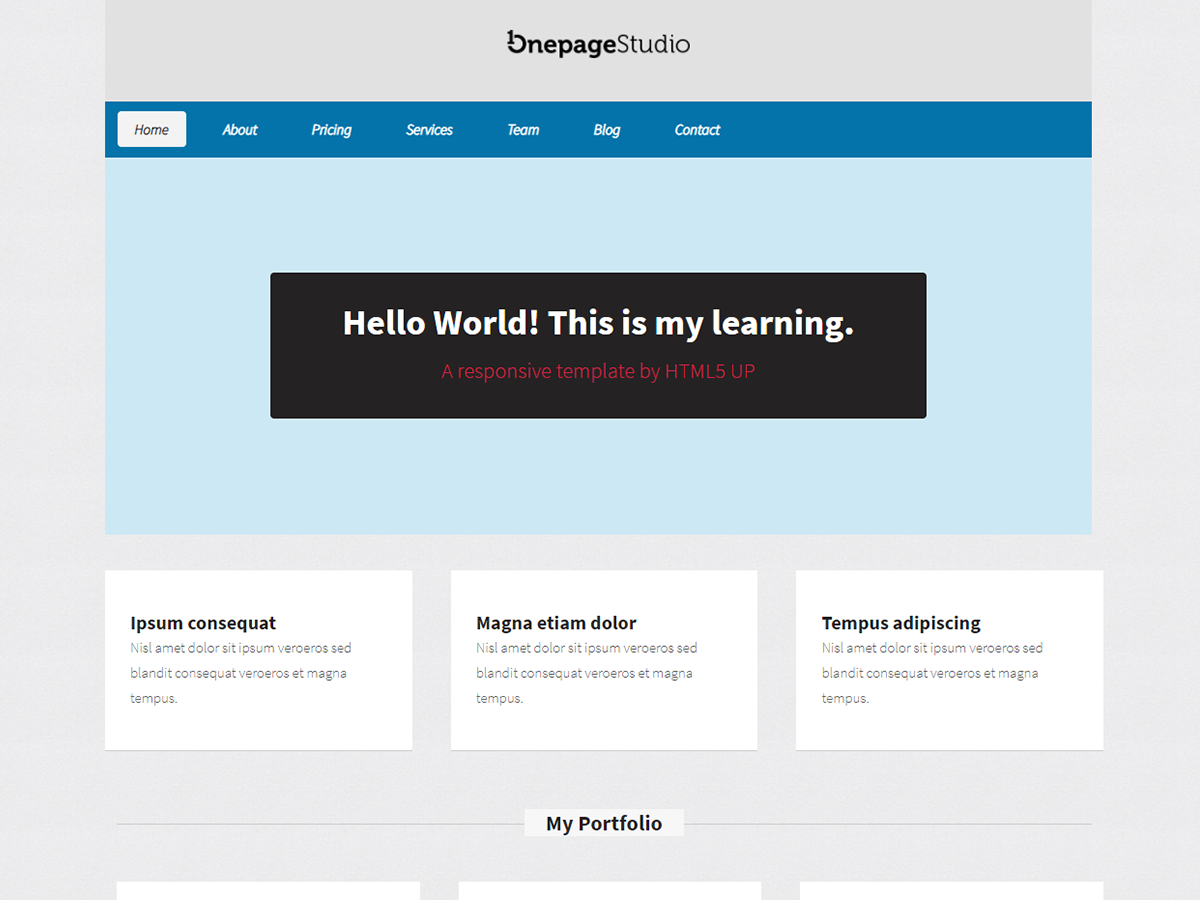 1OnepageStudio
Home About Pricing Services Team Blog Contact
Hello World! This is my learning.
A responsive template by HTML5 UP
Ipsum consequat
Nisl amet dolor sit ipsum veroeros sed
blandit consequat veroeros et magna
tempus.
Magna etiam dolor
Nisl amet dolor sit ipsum veroeros sed
blandit consequat veroeros et magna
tempus.
Tempus adipiscing
Nisl amet dolor sit ipsum veroeros sed
blandit consequat veroeros et magna
tempus.
My Portfolio